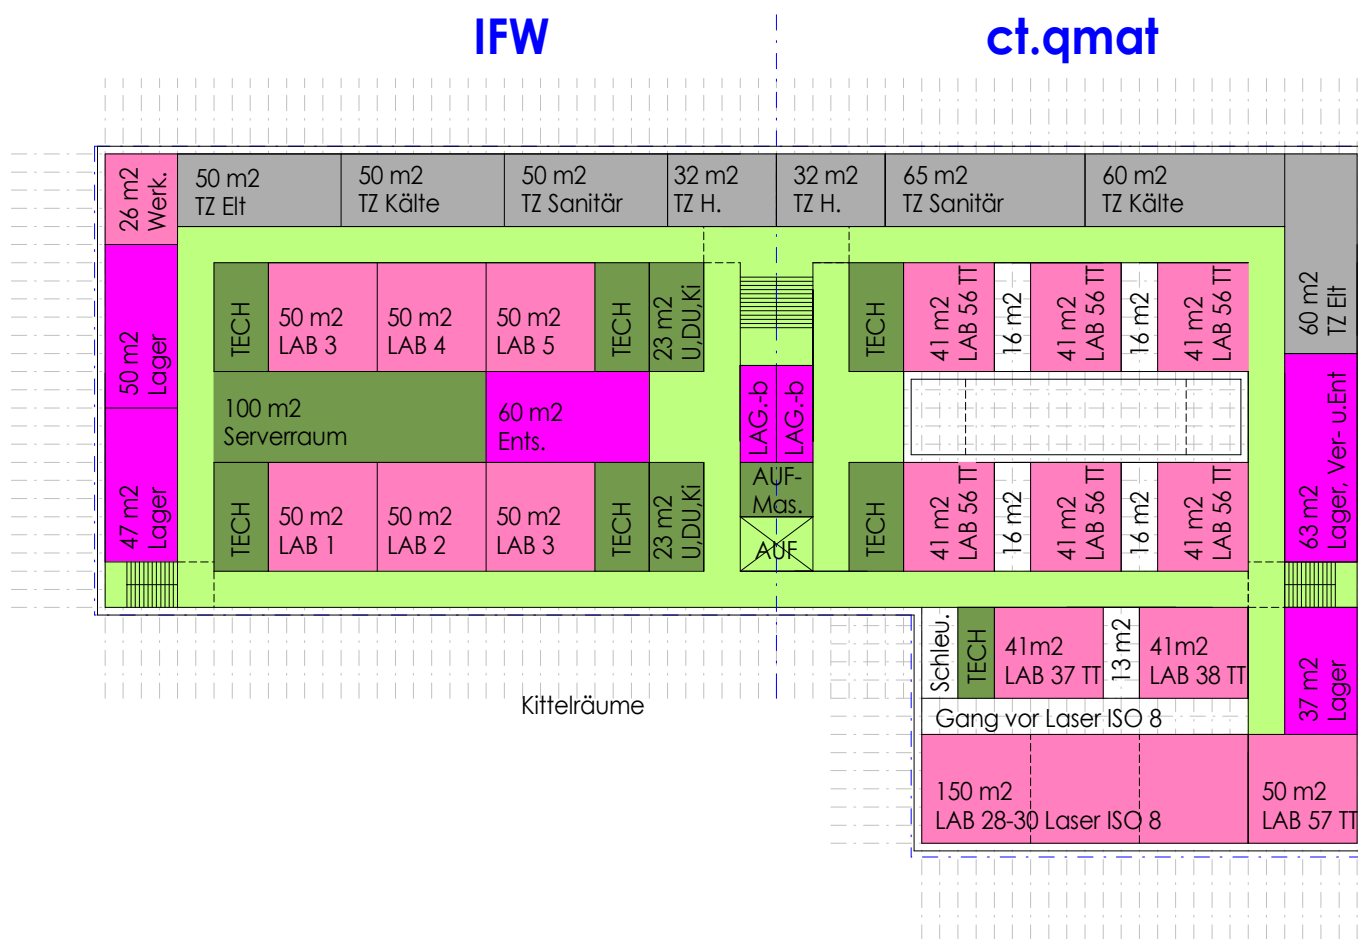 IFW
ct.qmat
26 m2
Werk.
50 m2
TZ Elt
50 m2
TZ Kälte
50 m2
TZ Sanitär
32 m2
TZ H.
32 m2
TZ H.
65 m2
TZ Sanitär
60 m2
TZ Kälte
60 m2
TZ Elt
50 m2
Lager
TECH
50 m2
LAB 3
50 m2
LAB 4
50 m2
LAB 5
TECH
23 m2
U,DU,Ki
TECH
41 m2
LAB 56 TT
16 m2
41 m2
LAB 56 TT
16 m2
41 m2
LAB 56 TT
100 m2
Serverraum
60 m2
Ents.
LAG.-b
LAG.-b
63 m2
Lager, Ver- u.Ent
47 m2
Lager
TECH
50 m2
LAB 1
50 m2
LAB 2
50 m2
LAB 3
TECH
23 m2
U,DU,Ki
AUF-
Mas.
AUF
TECH
41 m2
LAB 56 TT
16 m2
41 m2
LAB 56 TT
16 m2
41 m2
LAB 56 TT
Schleu.
TECH
41m2
LAB 37 TT
13 m2
41m2
LAB 38 TT
37 m2
Lager
Kittelräume
Gang vor Laser ISO 8
150 m2
LAB 28-30 Laser ISO 8
50 m2
LAB 57 TT